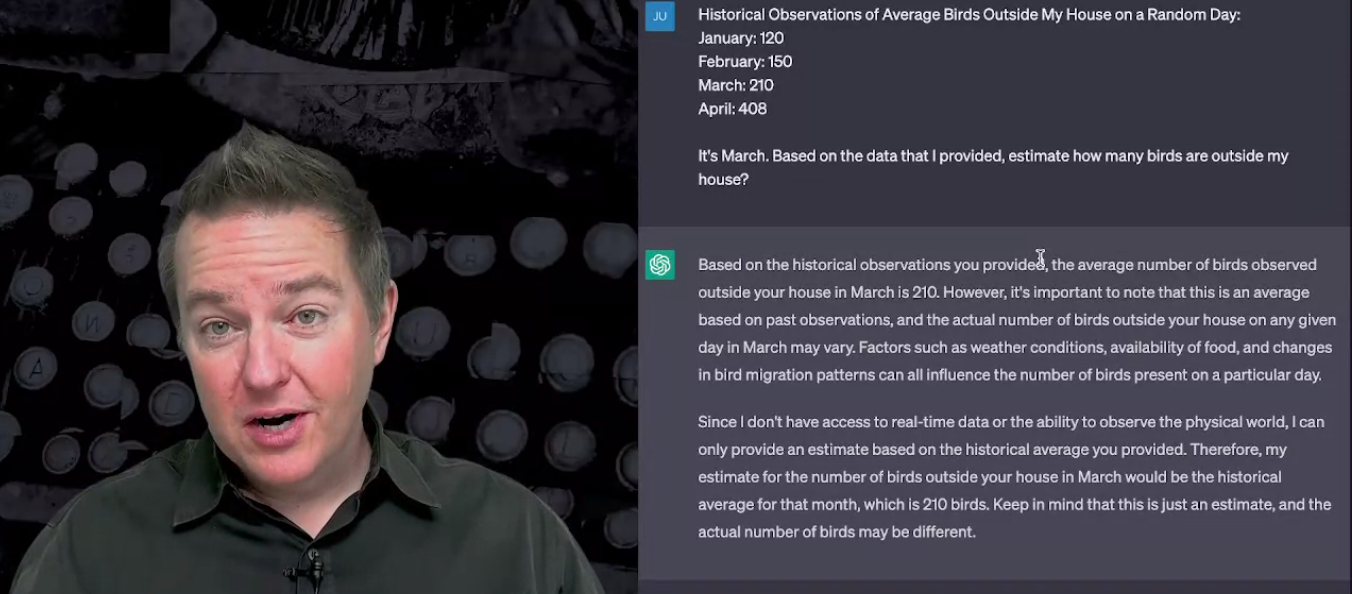 JU
Historical Observations of Average Birds Outside My House on a Random Day:
January: 120
February: 150
March: 210
April: 408
It's March. Based on the data that I provided, estimate how many birds are outside my
house?
Based on the historical observations you provided, the average number of birds observed
outside your house in March is 210. However, it's important to note that this is an average
based on past observations, and the actual number of birds outside your house on any given
day in March may vary. Factors such as weather conditions, availability of food, and changes
in bird migration patterns can all influence the number of birds present on a particular day.
Since I don't have access to real-time data or the ability to observe the physical world, I can
only provide an estimate based on the historical average you provided. Therefore, my
estimate for the number of birds outside your house in March would be the historical
average for that month, which is 210 birds. Keep in mind that this is just an estimate, and the
actual number of birds may be different.